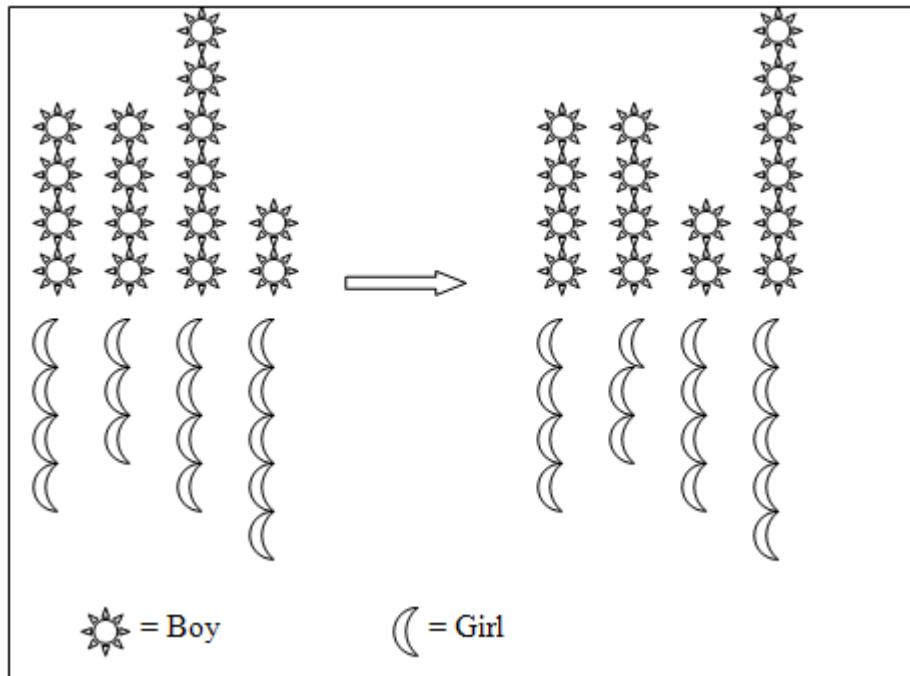 = Boy = Girl